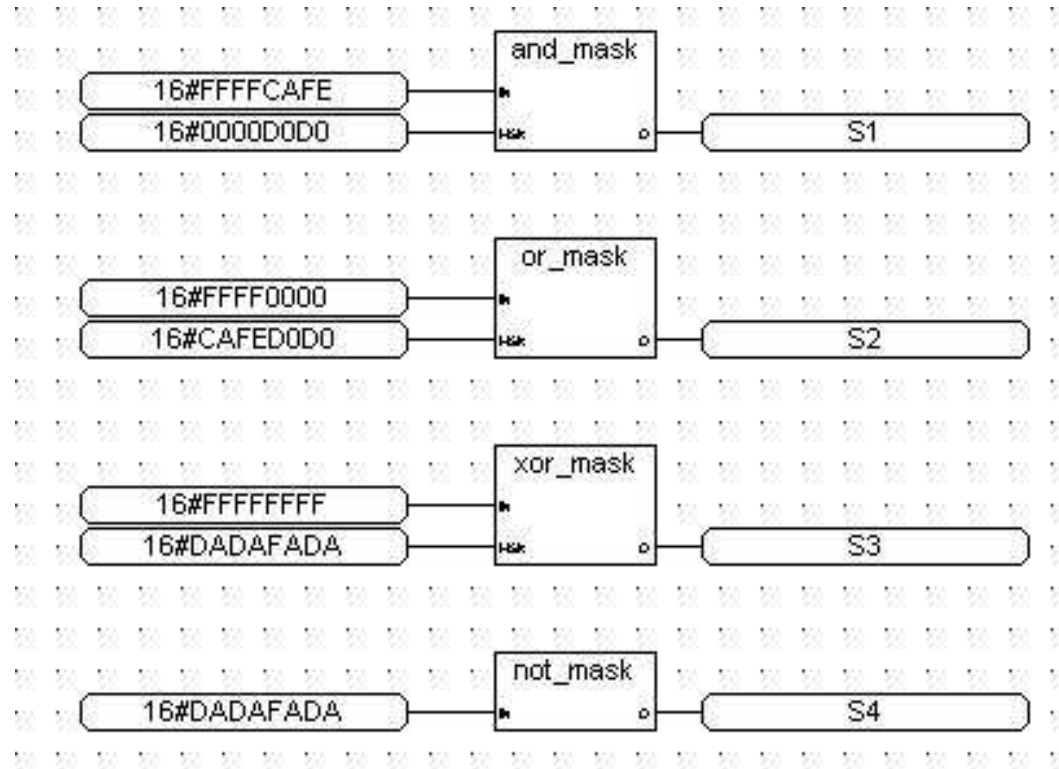 and_mask
16#FFFFCAFE
16#0000D0D0
S1
or_mask
16#FFFF0000
16#CAFED0D0
S2
xor_mask
16#FFFFFFFF
16#DADAFADA
S3
not_mask
16#DADAFADA
S4